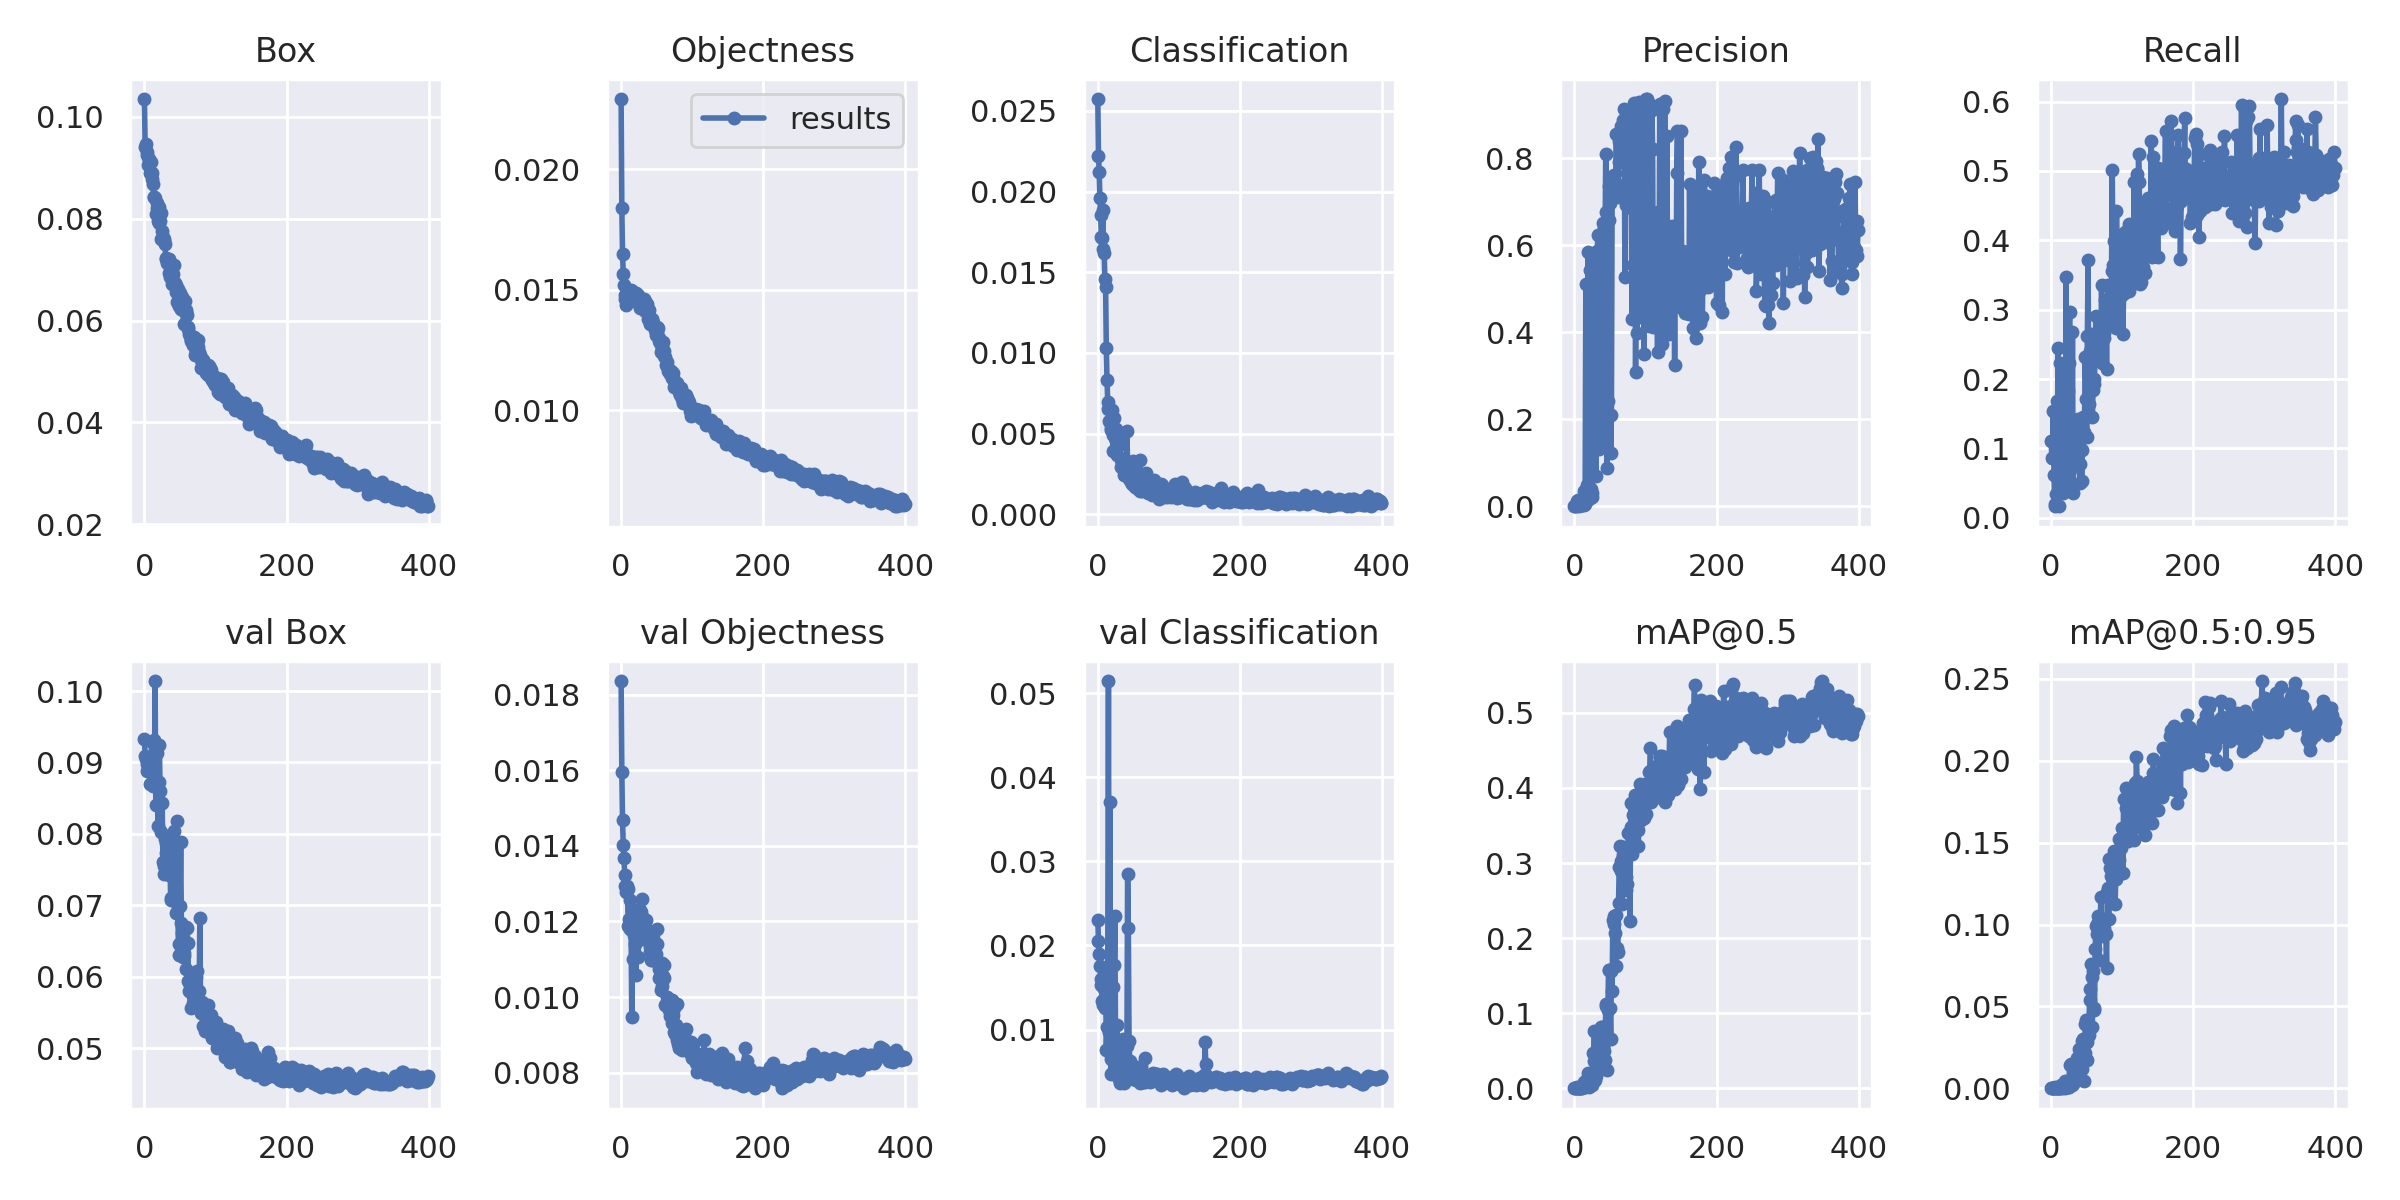 Box
Objectness
Classification
Precision
Recall
results
0.10
0.08
0.06
0.04
0.02
0 200 400
0.020
0.015
0.010
0 200 400
0.025
0.020
0.015
0.010
0.005
0.000
0 200 400
0.8
0.6
0.4
0.2
0.0
0 200 400
0.6
0.5
0.4
0.3
0.2
0.1
0.0
0 200 400
val Box
val Objectness
val Classification
mAP@0.5
mAP@0.5:0.95
0.10
0.09
0.08
0.07
0.06
0.05
0 200 400
0.018
0.016
0.014
0.012
0.010
0.008
0 200 400
0.05
0.04
0.03
0.02
0.01
0 200 400
0.5
0.4
0.3
0.2
0.1
0.0
0 200 400
0.25
0.20
0.15
0.10
0.05
0.00
0 200 400